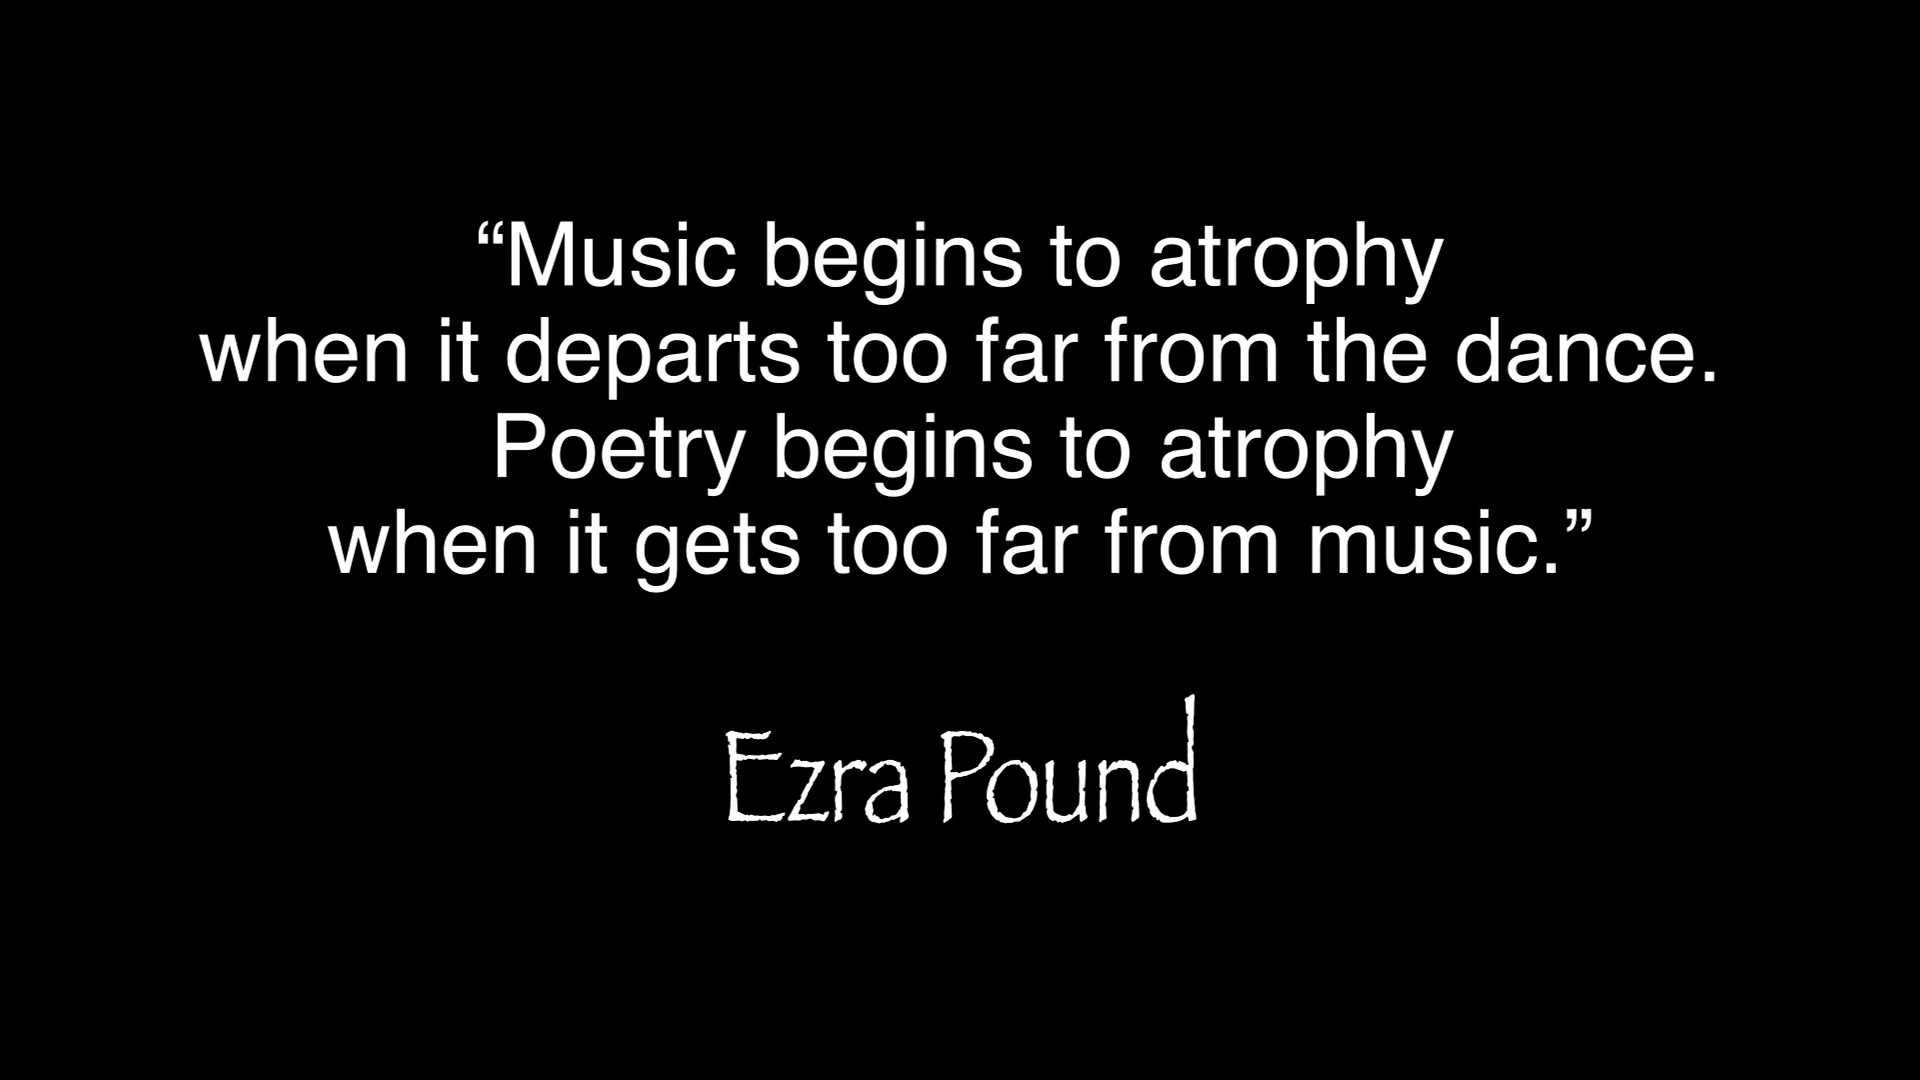 “Music begins to atrophy
when it departs too far from the dance.
Poetry begins to atrophy
when it gets too far from music.”
Ezra Pound